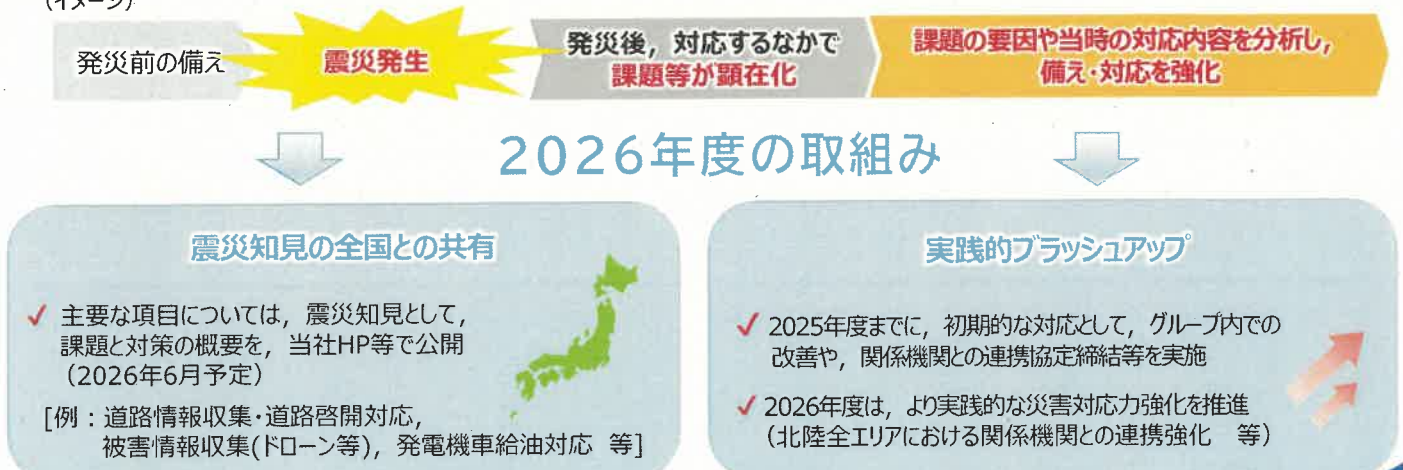 (イメージ)
発災前の備え
震災発生
発災後，対応するなかで
課題等が顕在化
課題の要因や当時の対応内容を分析し，
備え・対応を強化
2026年度の取組み
震災知見の全国との共有
✓ 主要な項目については，震災知見として，
課題と対策の概要を，当社HP等で公開
（2026年6月予定）
[例：道路情報収集・道路啓開対応，
被害情報収集(ドローン等)，発電機車給油対応 等]
実践的ブラッシュアップ
✓ 2025年度までに，初期的な対応として，グループ内での
改善や，関係機関との連携協定締結等を実施
✓ 2026年度は，より実践的な災害対応力強化を推進
（北陸全エリアにおける関係機関との連携強化 等）